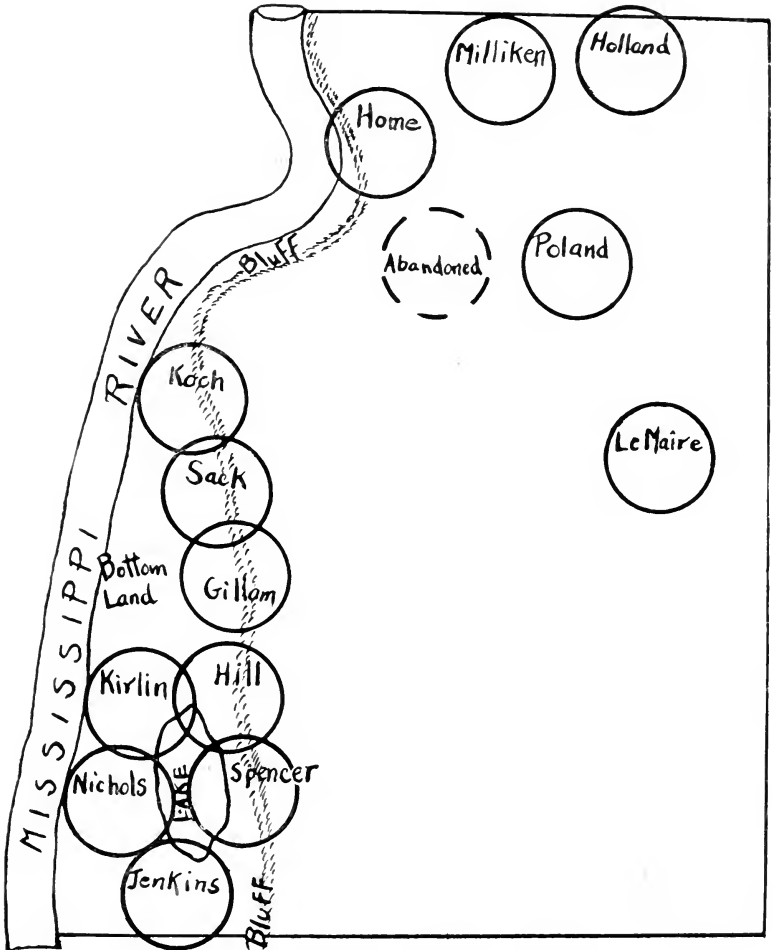 Milliken
Holland
Home
Bluff
Abandoned
Poland
RIVER
Koch
LeMaire
Sack
MISSISSIPPI
Bottom
Land
Gillam
Kirlin
Hill
Nichols
LAKE
Spencer
Jenkins
Bluff